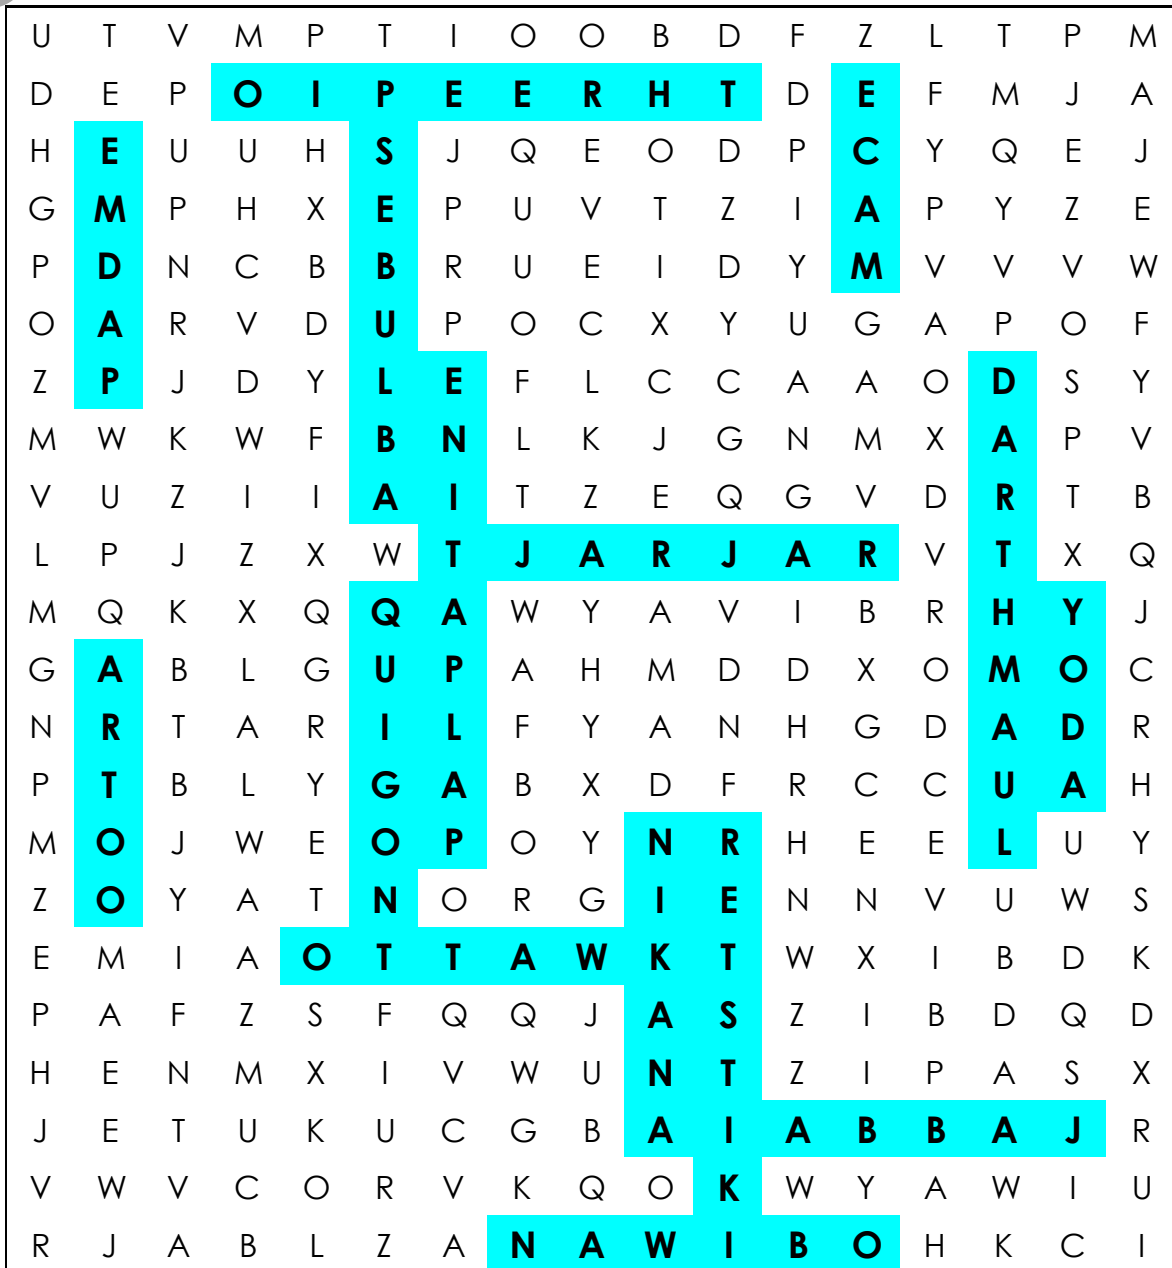 U T V M P T I O O B D F Z L T P M
D E P O I P E E R H T D E F M J A
H E U U H S J Q E O D P C Y Q E J
G M P H X E P U V T Z I A P Y Z E
P D N C B B R U E I D Y M V V V W
O A R V D U P O C X Y U G A P O F
Z P J D Y L E F L C C A A O D S Y
M W K W F B N L K J G N M X A P V
V U Z I I A I T Z E Q G V D R T B
L P J Z X W T J A R J A R V T X Q
M Q K X Q Q A W Y A V I B R H Y J
G A B L G U P A H M D D X O M O C
N R T A R I L F Y A N H G D A D R
P T B L Y G A B X D F R C C U A H
M O J W E O P O Y N R H E E L U Y
Z O Y A T N O R G I E N N V U W S
E M I A O T T A W K T W X I B D K
P A F Z S F Q Q J A S Z I B D Q D
H E N M X I V W U N T Z I P A S X
J E T U K U C G B A I A B B A J R
V W V C O R V K Q O K W Y A W I U
R J A B L Z A N A W I B O H K C I